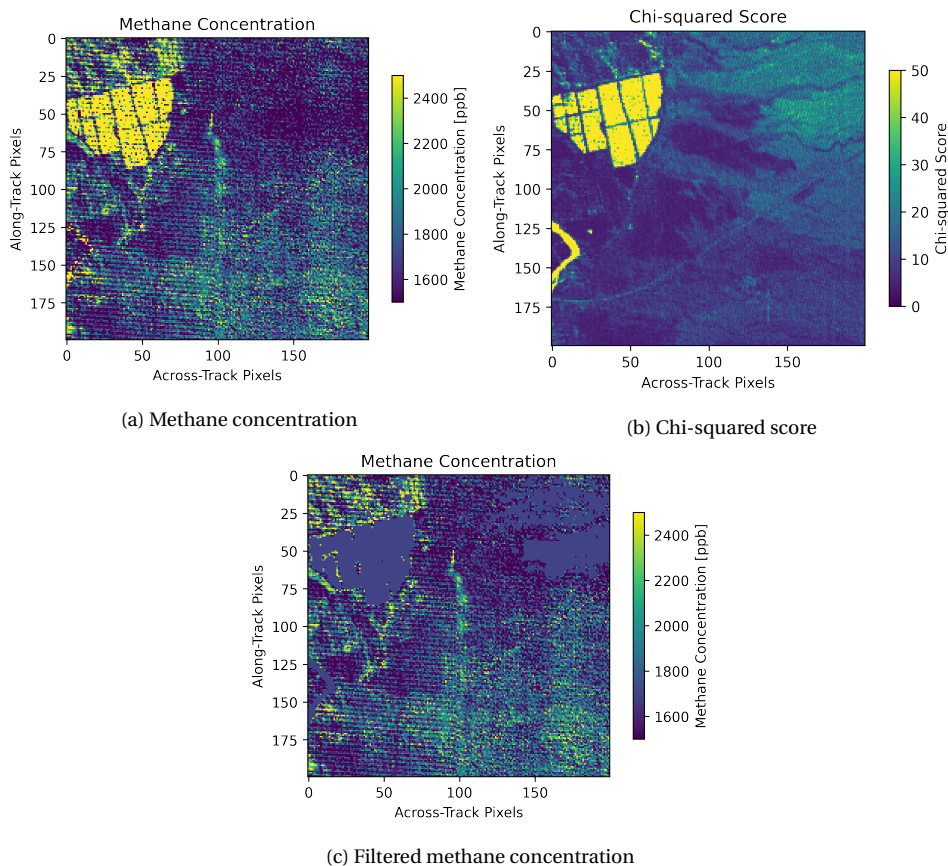 Methane Concentration
0
25
50
75
100
125
150
175
Along-Track Pixels
0 50 100 150
Across-Track Pixels
2400
2200
2000
1800
1600
Methane Concentration [ppb]
(a) Methane concentration
Chi-squared Score
0
25
50
75
100
125
150
175
Along-Track Pixels
0 50 100 150
Across-Track Pixels
50
40
30
20
10
0
Chi-squared Score
(b) Chi-squared score
Methane Concentration
0
25
50
75
100
125
150
175
Along-Track Pixels
0 50 100 150
Across-Track Pixels
2400
2200
2000
1800
1600
Methane Concentration [ppb]
(c) Filtered methane concentration